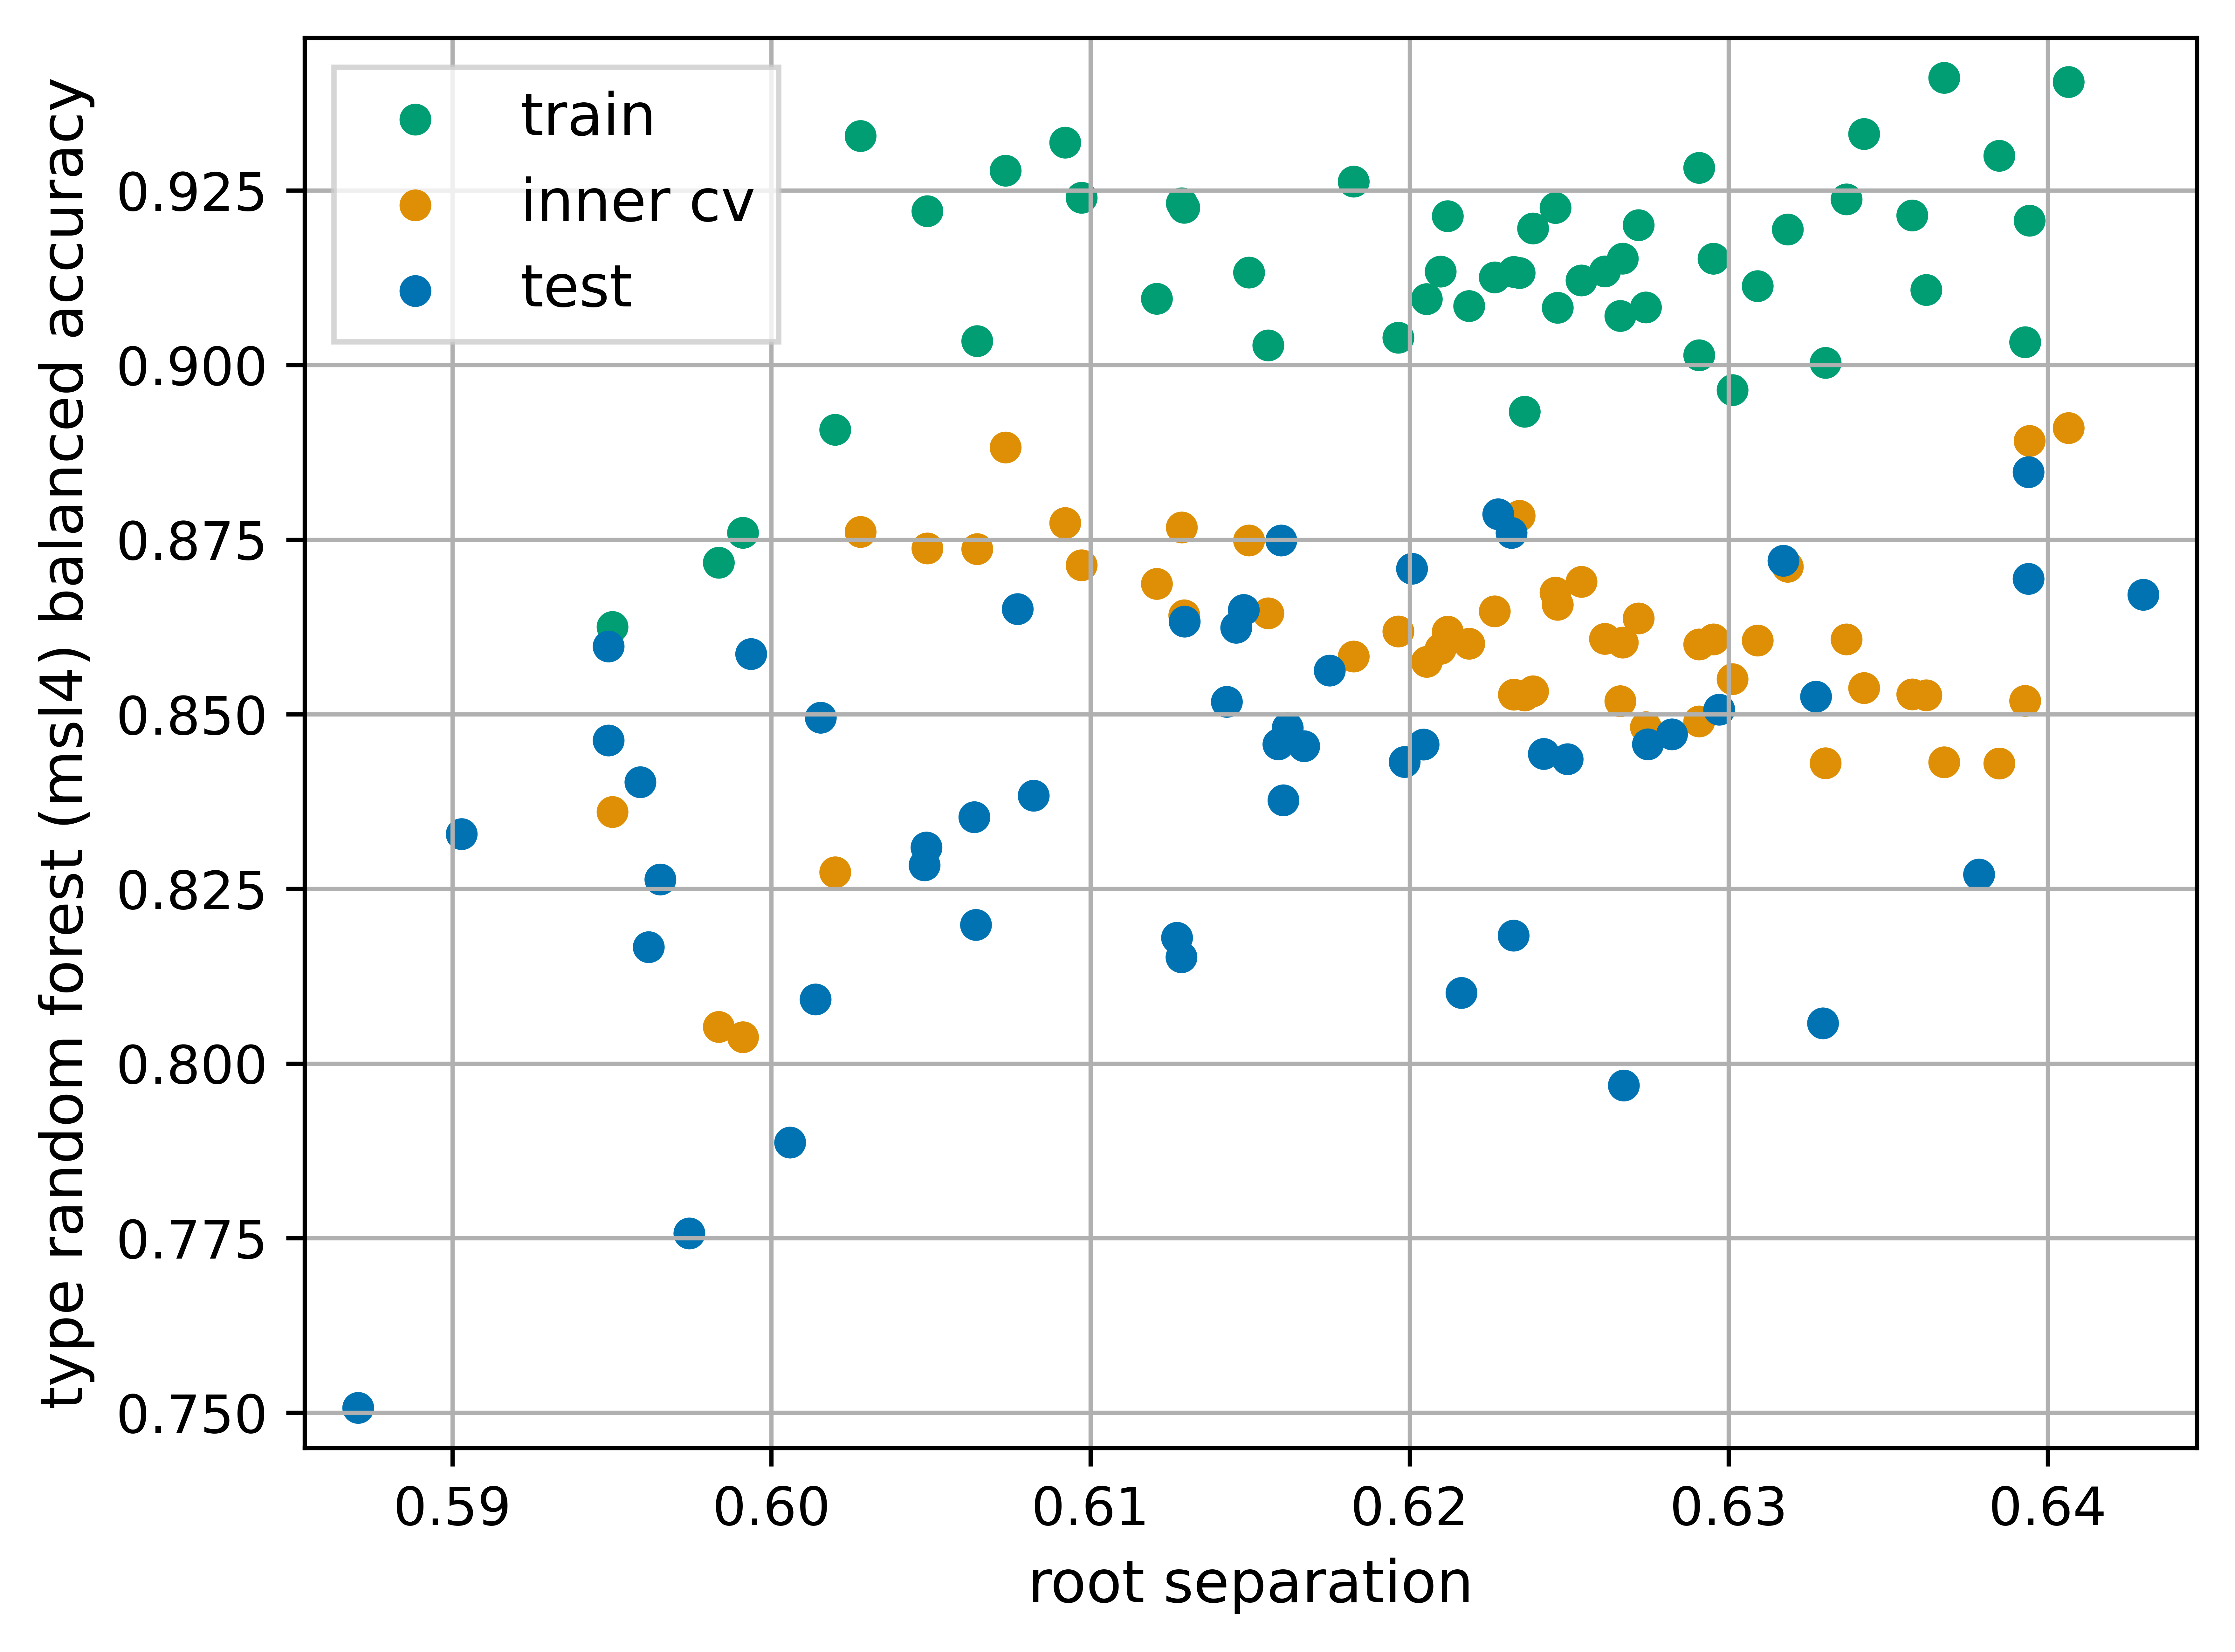 train
inner cv
test
type random forest (msl4) balanced accuracy
0.925
0.900
0.875
0.850
0.825
0.800
0.775
0.750
0.59 0.60 0.61 0.62 0.63 0.64
root separation